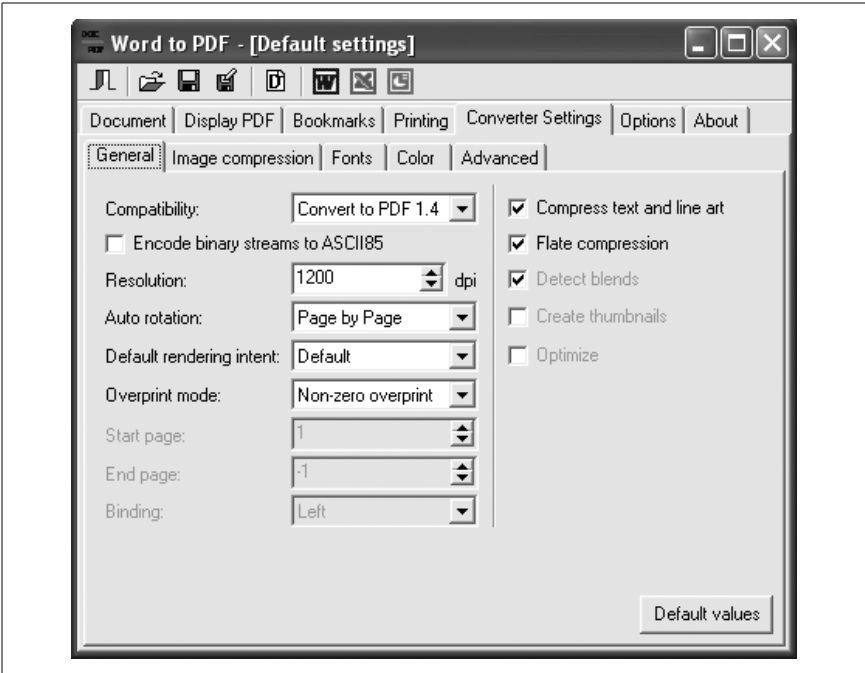 Word to PDF - [Default settings]
Document Display PDF Bookmarks Printing Converter Settings Options About
General Image compression Fonts Color Advanced
Compatibility: Convert to PDF 1.4
Encode binary streams to ASCII85
Resolution: 1200 dpi
Auto rotation: Page by Page
Default rendering intent: Default
Overprint mode: Non-zero overprint
Start page: 1
End page: -1
Binding: Left
Compress text and line art
Flate compression
Detect blends
Create thumbnails
Optimize
Default values